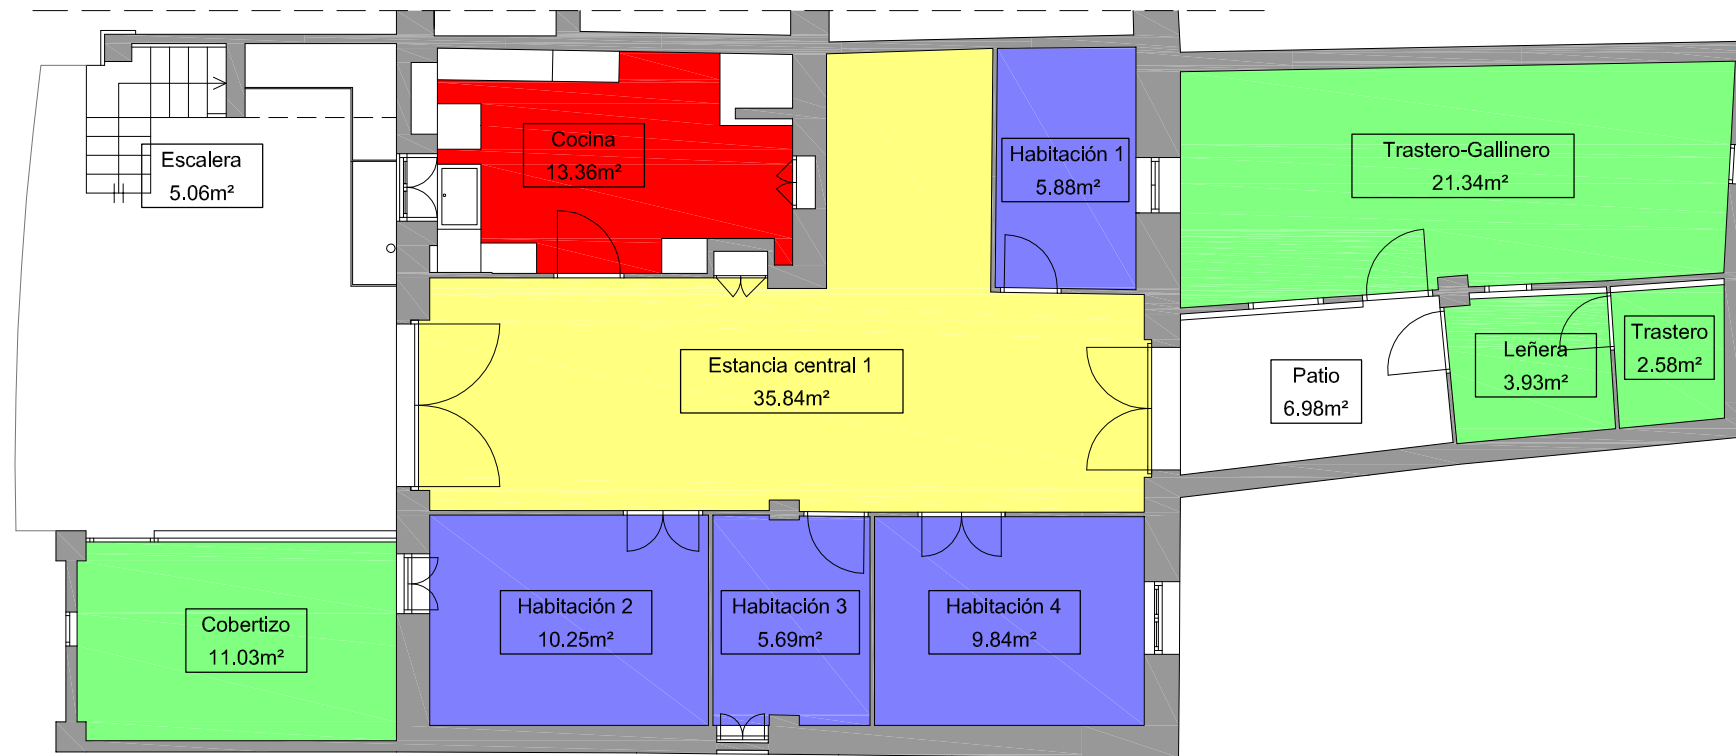 Escalera
5.06m²
Cocina
13.36m²
Habitación 1
5.88m²
Trastero-Gallinero
21.34m²
Estancia central 1
35.84m²
Patio
6.98m²
Leñera
3.93m²
Trastero
2.58m²
Cobertizo
11.03m²
Habitación 2
10.25m²
Habitación 3
5.69m²
Habitación 4
9.84m²